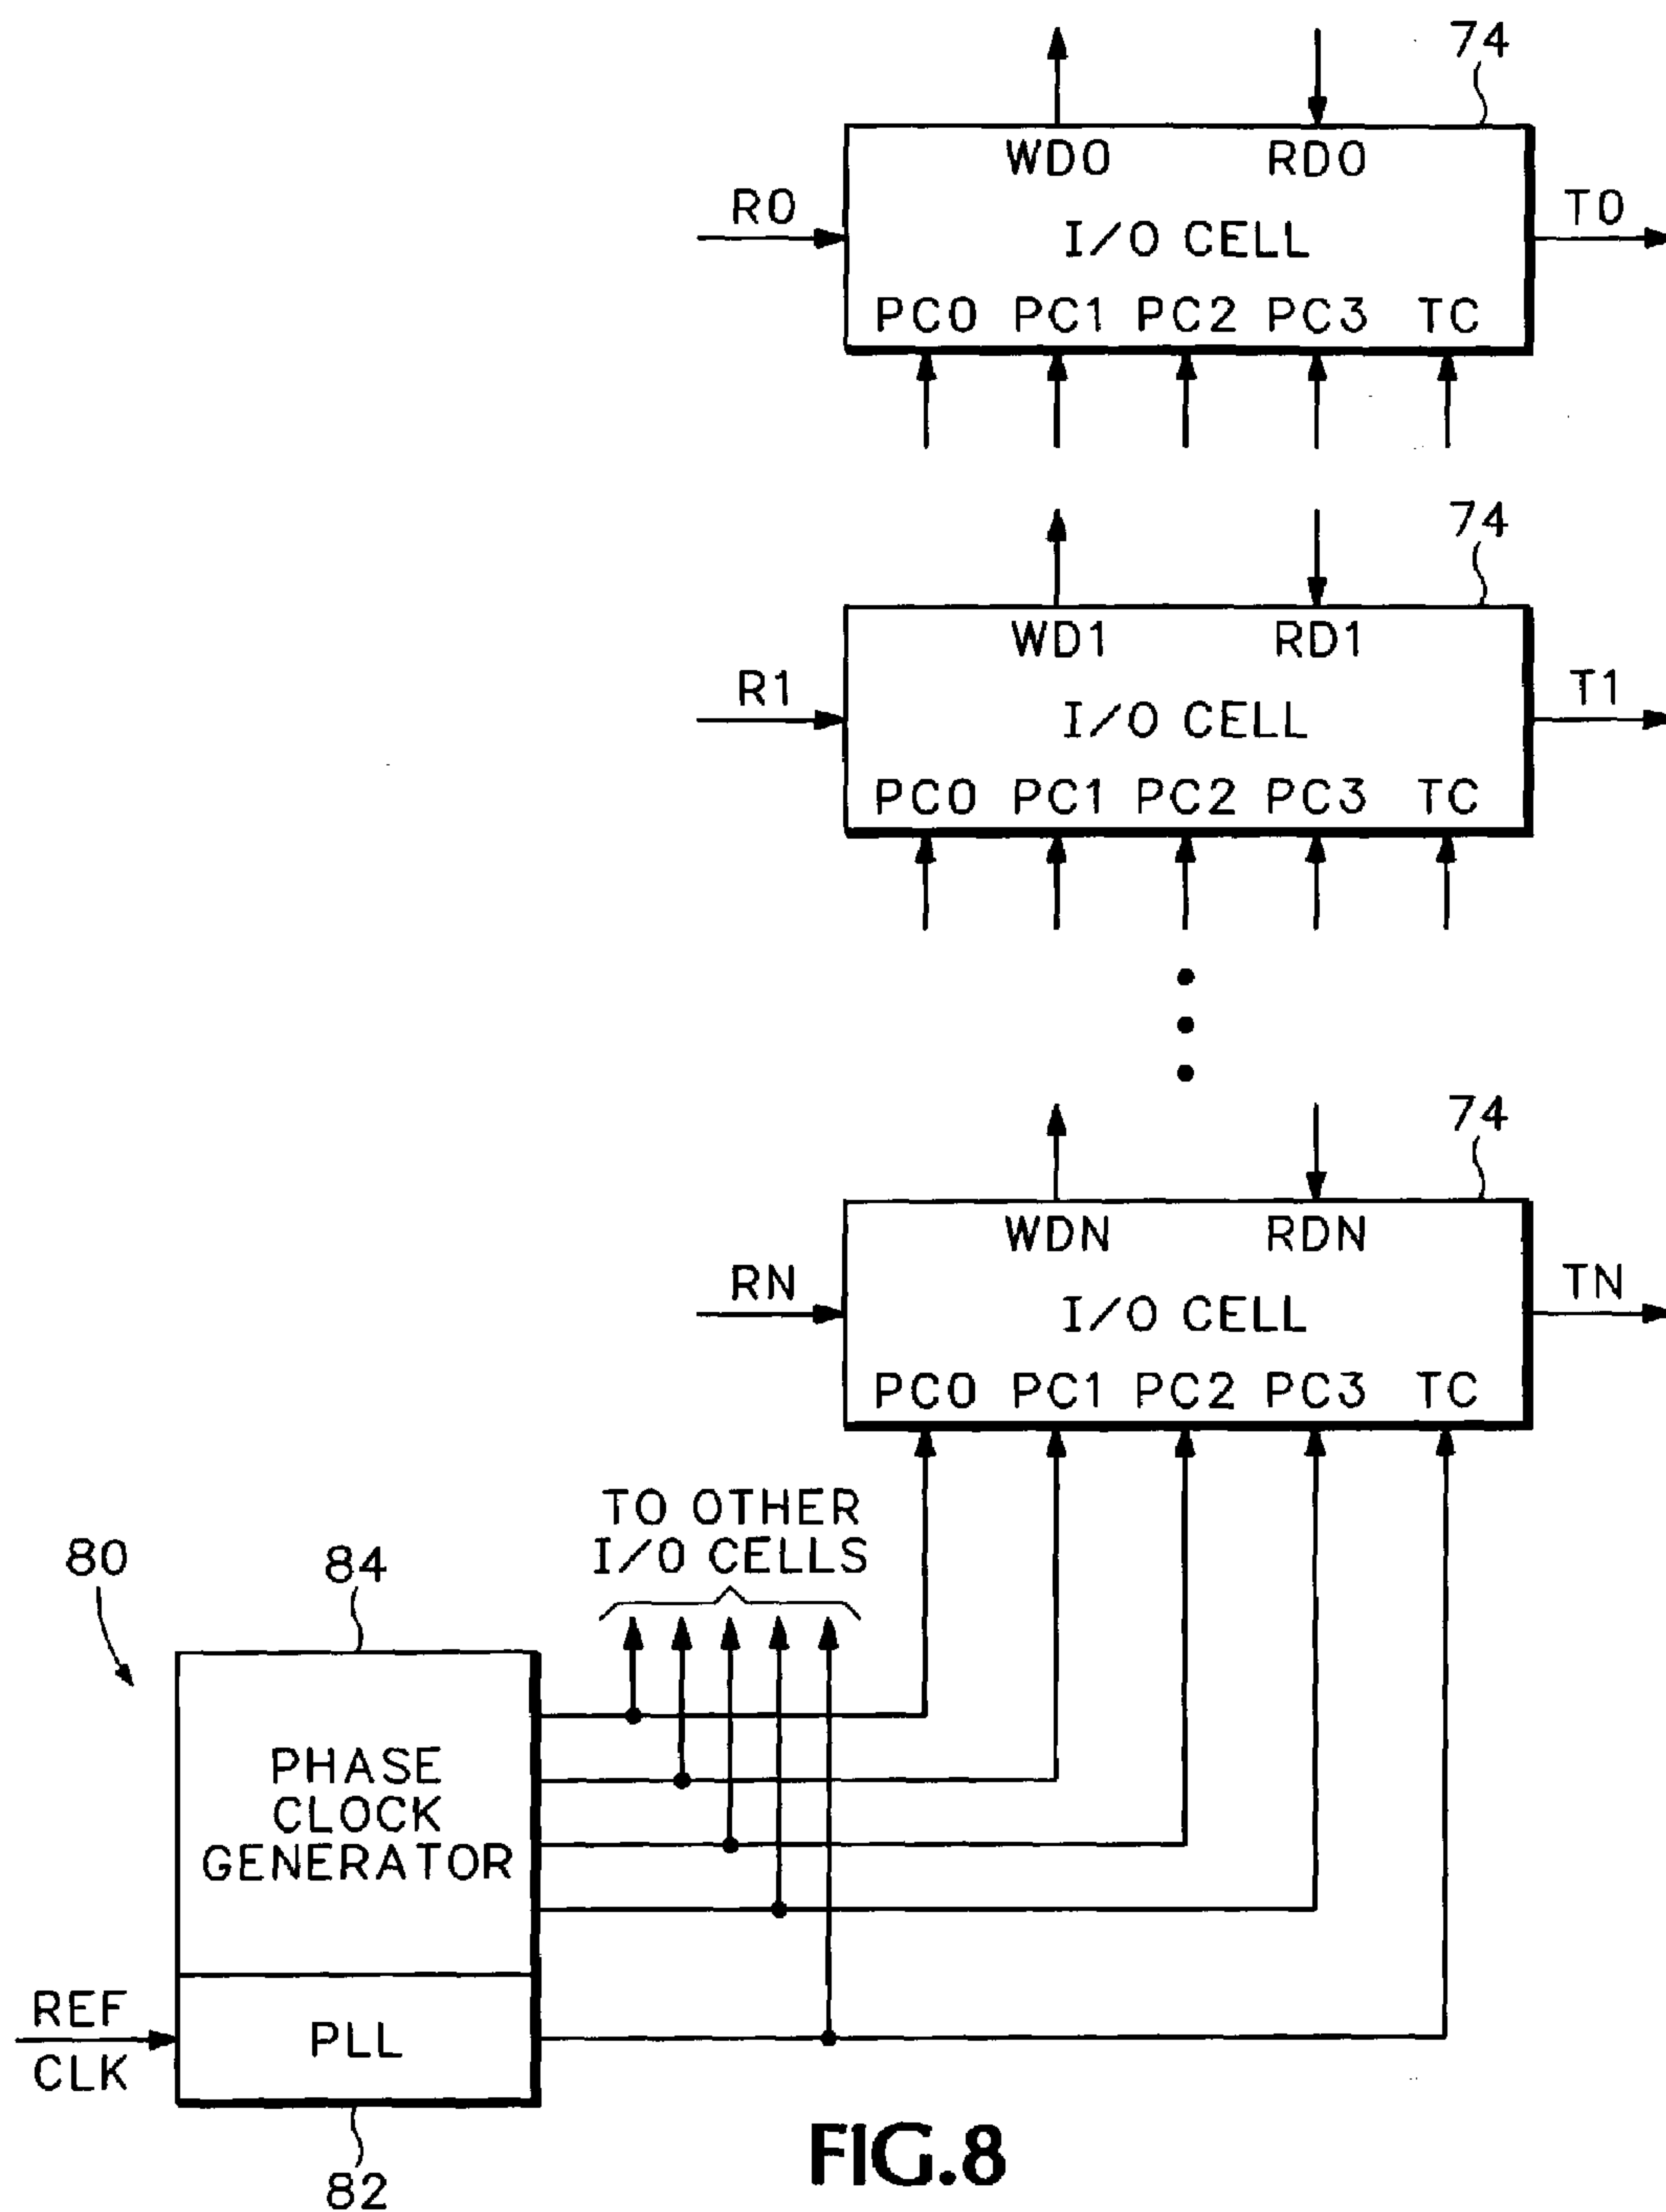 74
WD0 RD0
R0 I/O CELL T0
PC0 PC1 PC2 PC3 TC
74
WD1 RD1
R1 I/O CELL T1
PC0 PC1 PC2 PC3 TC
74
WDN RDN
RN I/O CELL TN
PC0 PC1 PC2 PC3 TC
TO OTHER
I/O CELLS
80
84
PHASE
CLOCK
GENERATOR
REF
CLK
PLL
82
FIG.8